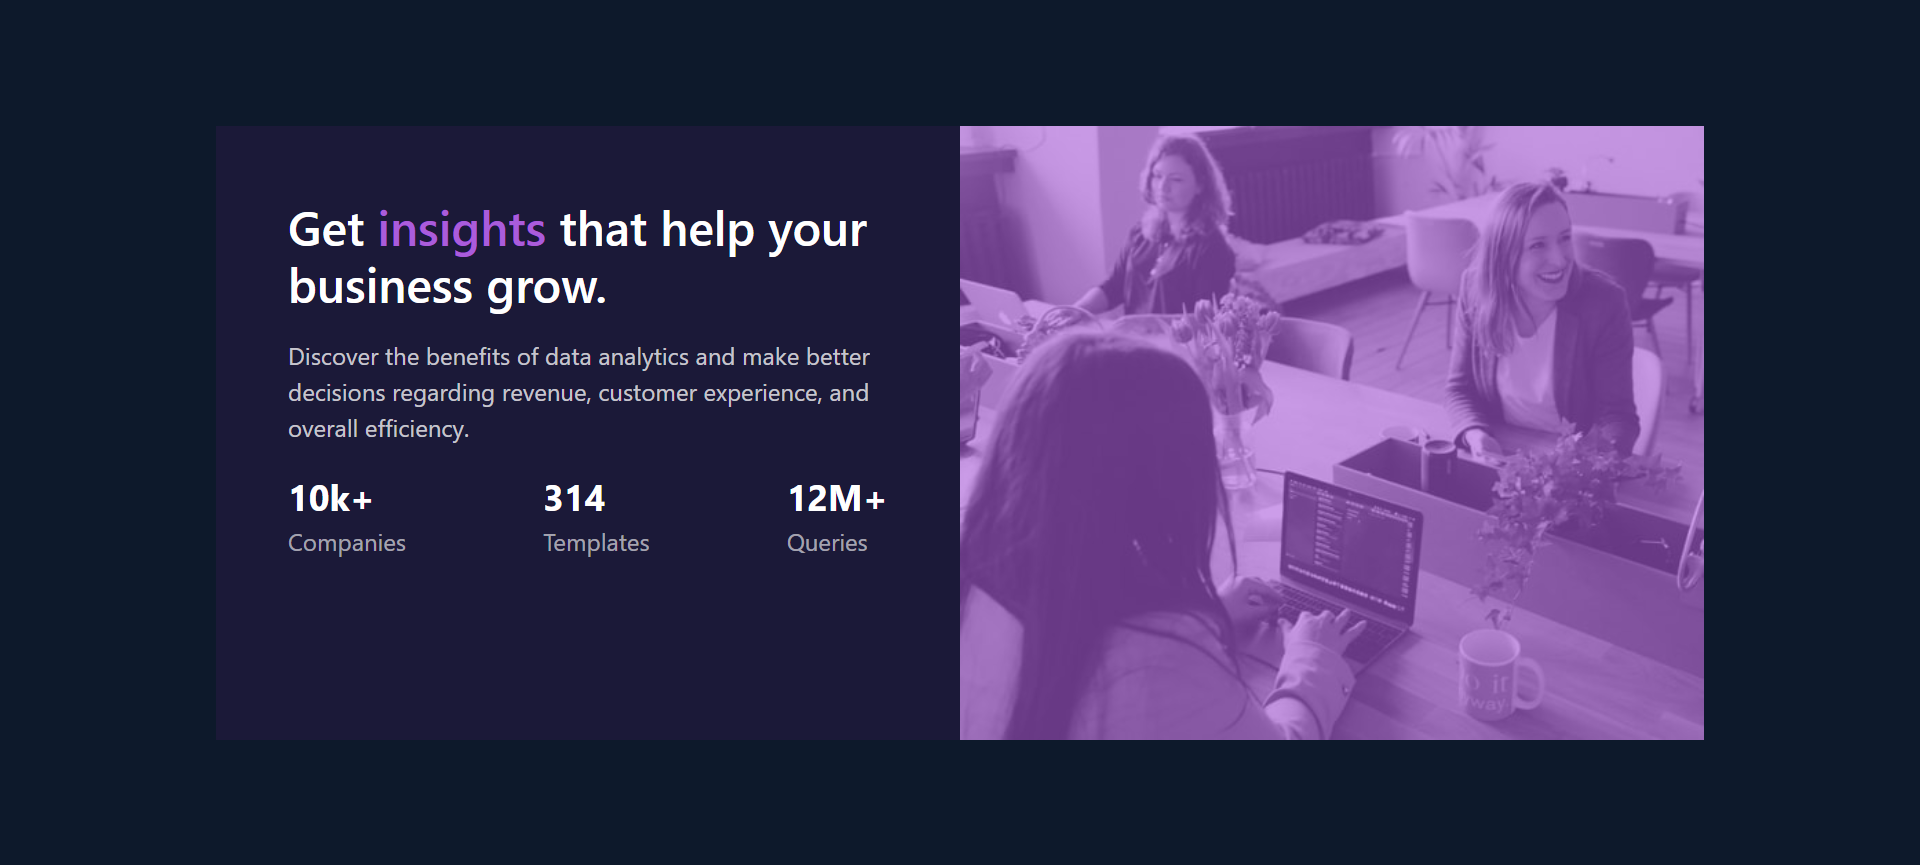 Get insights that help your
business grow.
Discover the benefits of data analytics and make better
decisions regarding revenue, customer experience, and
overall efficiency.
10k+ 314 12M+
Companies Templates Queries
it
way